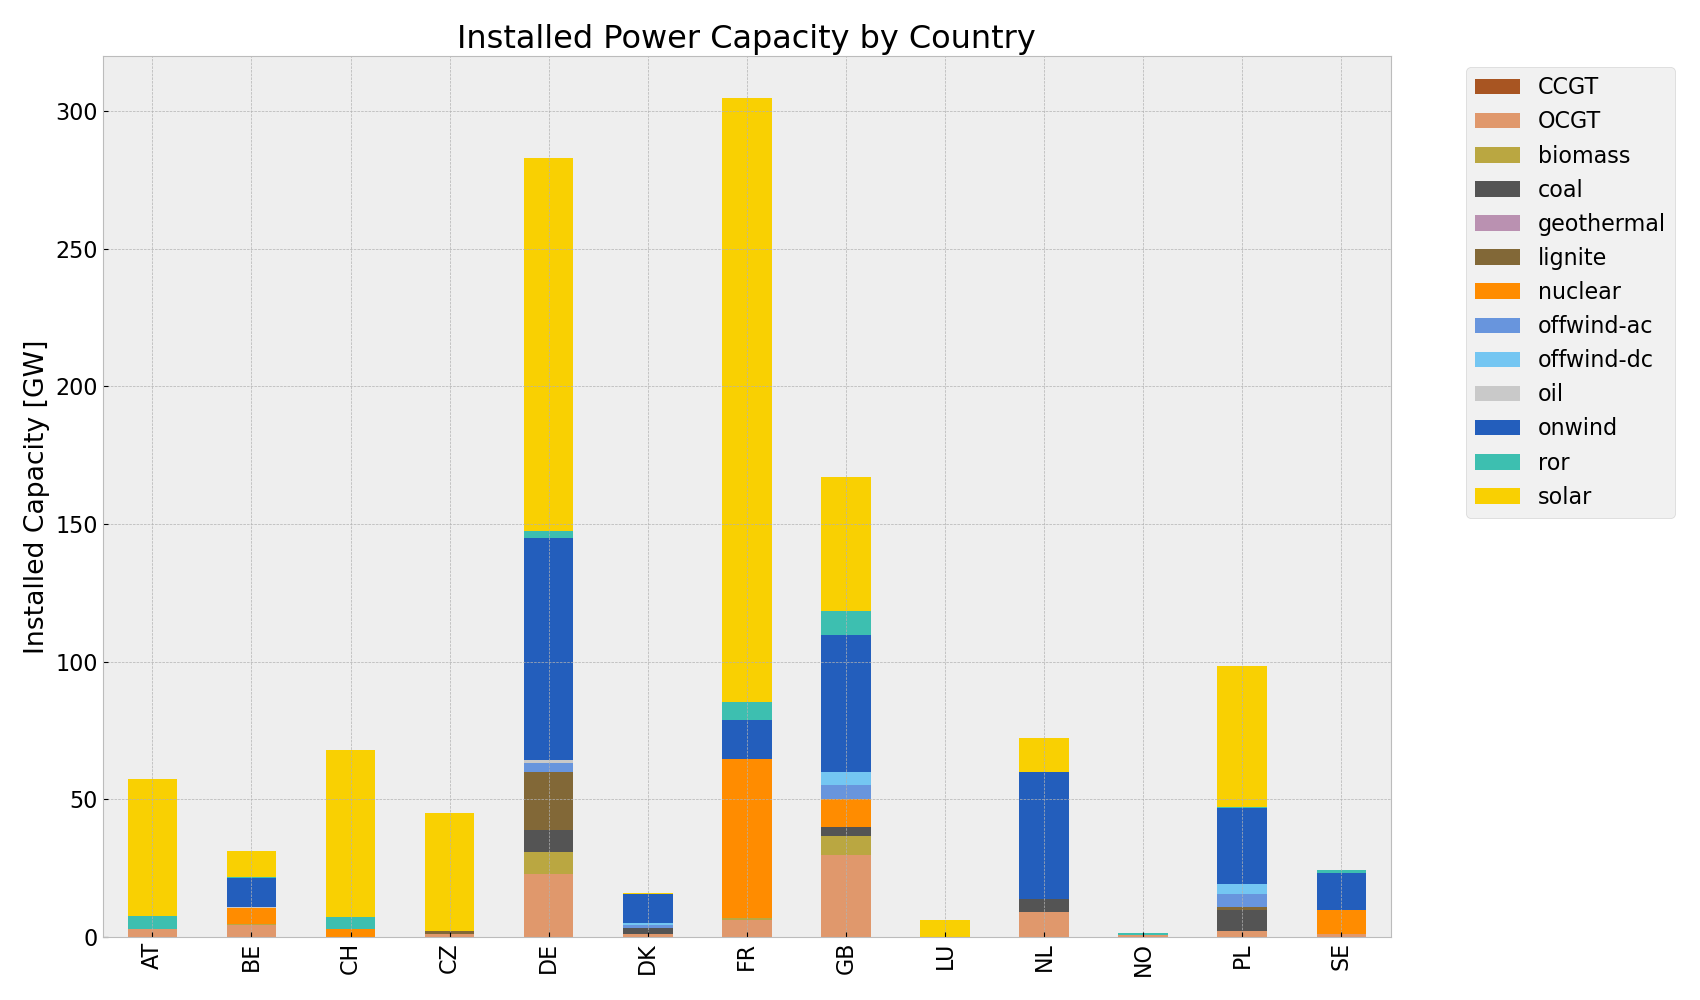 Installed Power Capacity by Country
Installed Capacity [GW]
300
250
200
150
100
50
0
AT
BE
CH
CZ
DE
DK
FR
GB
LU
NL
NO
PL
SE
CCGT
OCGT
biomass
coal
geothermal
lignite
nuclear
offwind-ac
offwind-dc
oil
onwind
ror
solar